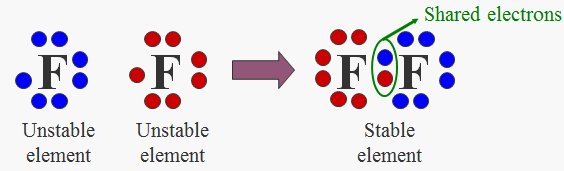 Shared electrons
F F F F
Unstable
element
Unstable
element
Stable
element